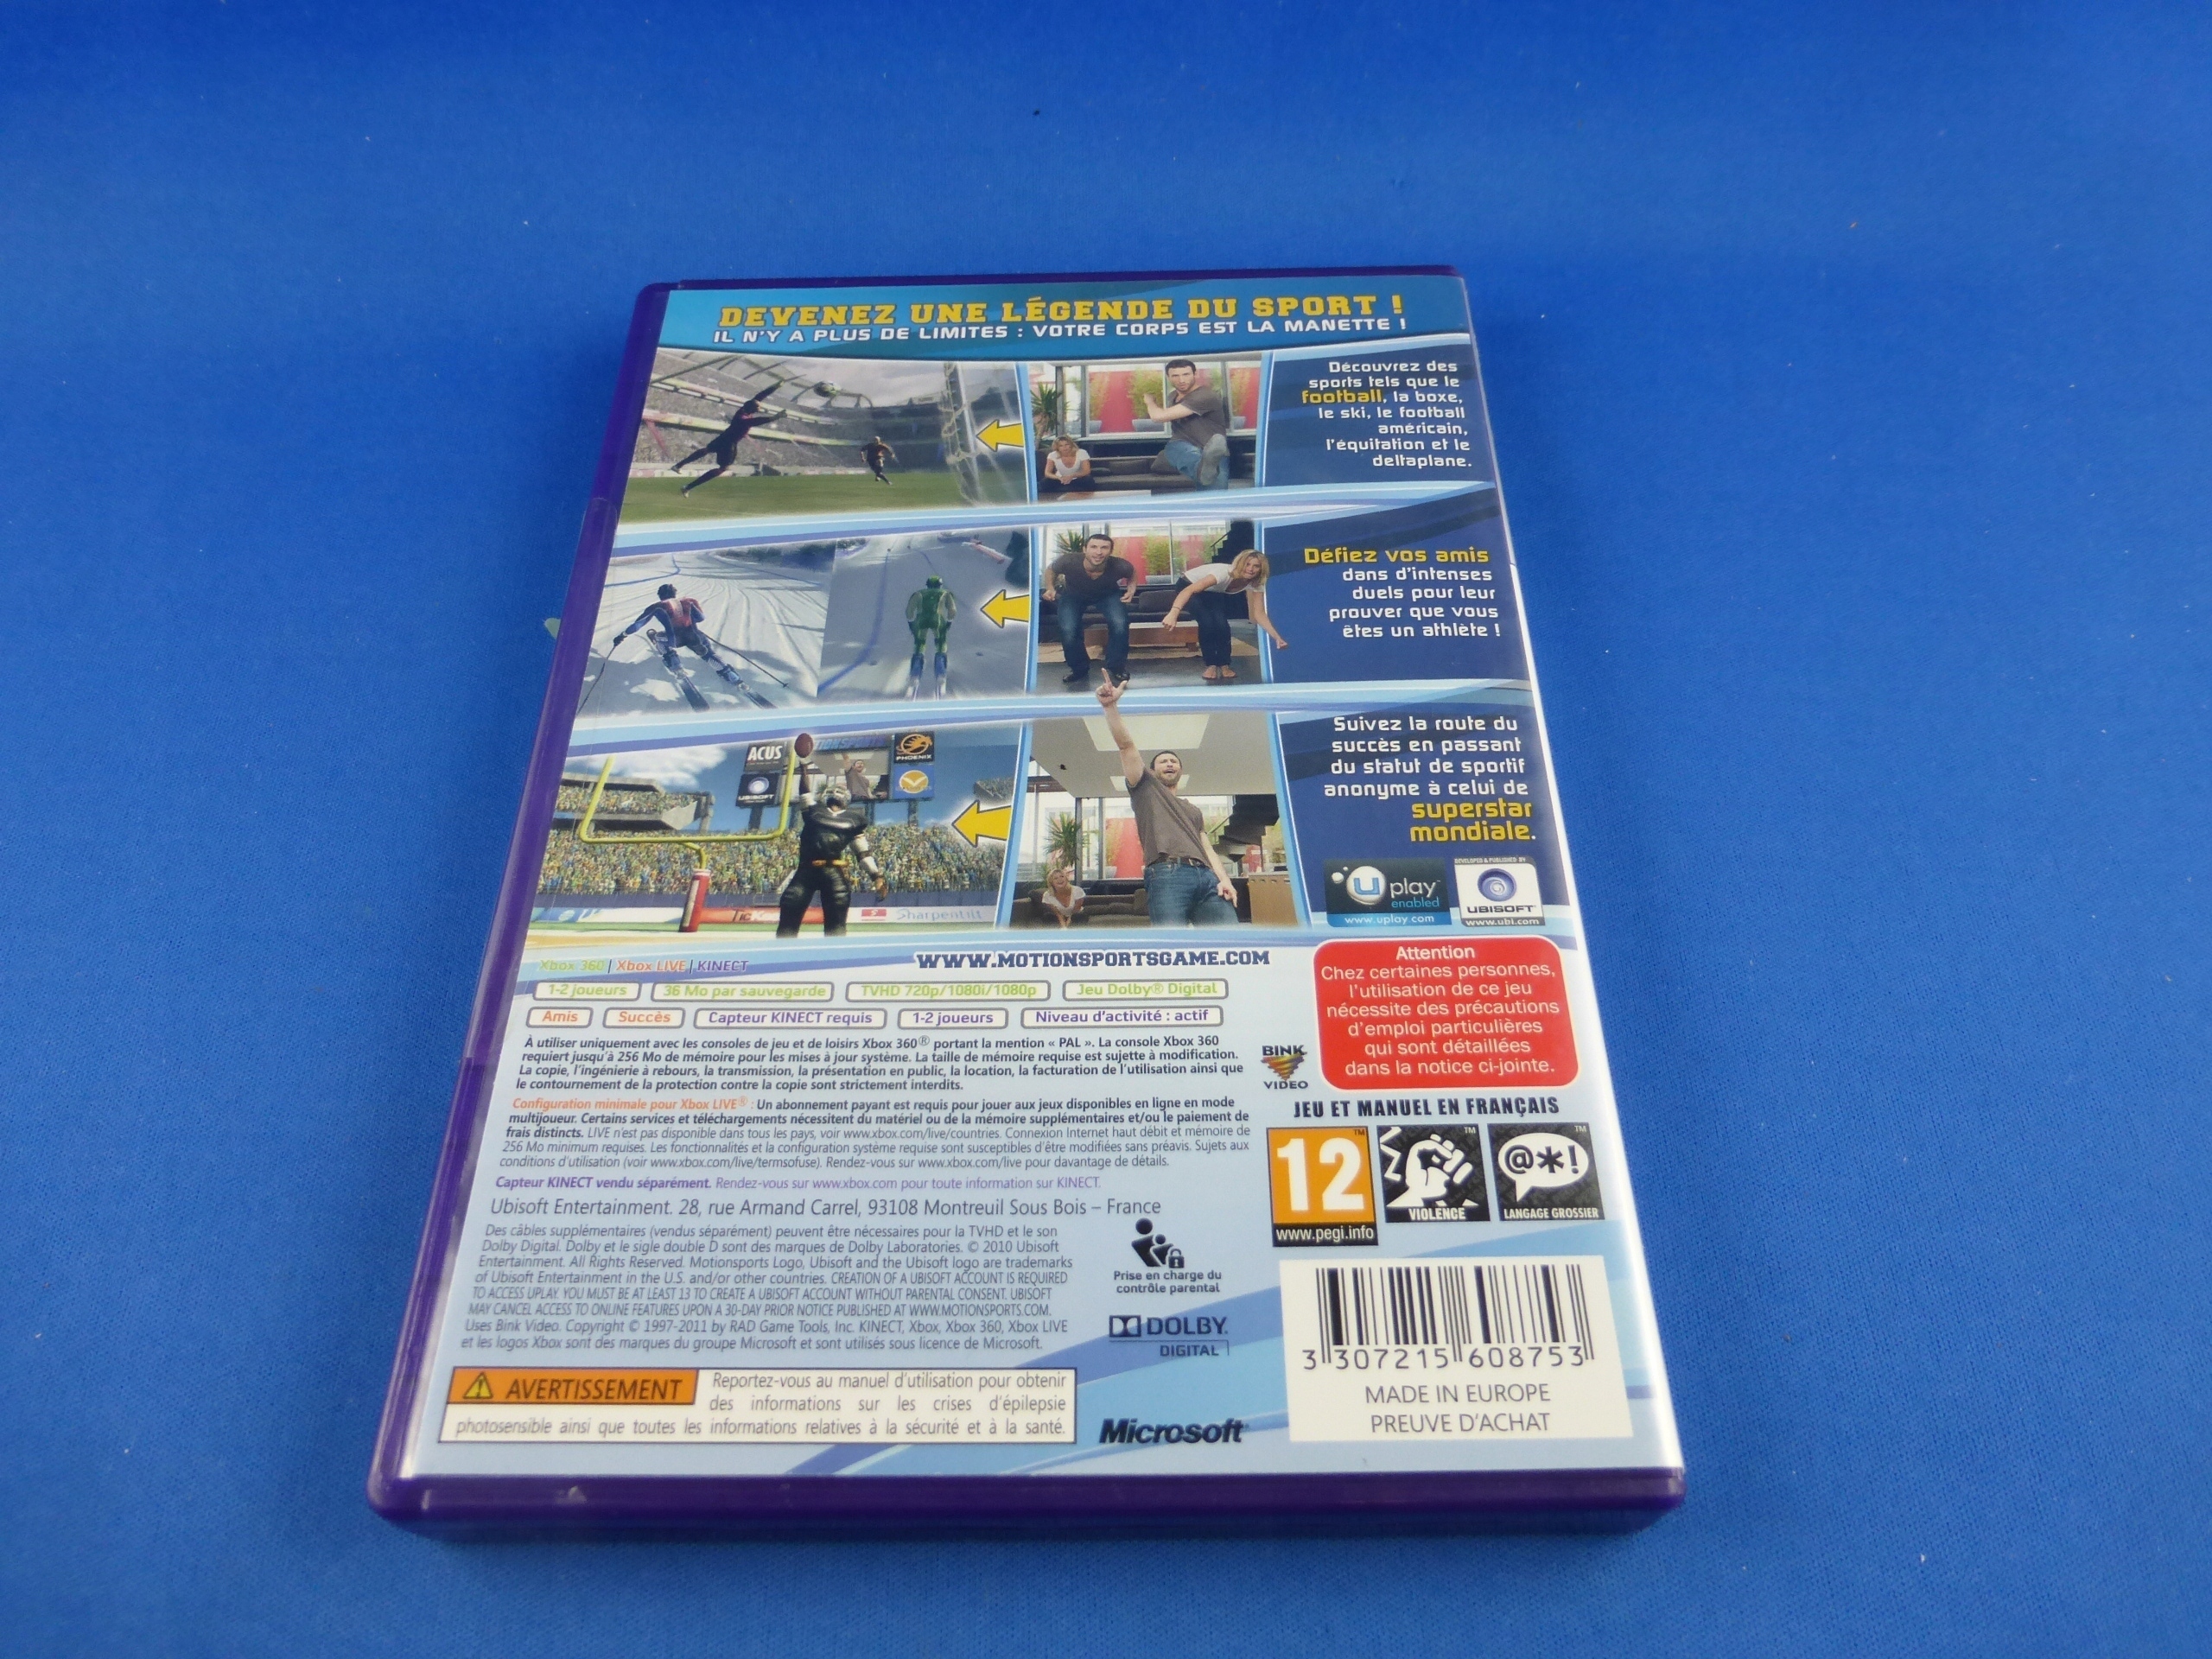 DEVENEZ UNE LÉGENDE DU SPORT !
IL N'Y A PLUS DE LIMITES : VOTRE CORPS EST LA MANETTE !
Découvrez des
sports tels que le
football, la boxe,
le ski, le football
américain,
l'équitation et le
deltaplane.
Défiez vos amis
dans d'intenses
duels pour leur
prouver que vous
êtes un athlète !
Suivez la route du
succès en passant
du statut de sportif
anonyme à celui de
superstar
mondiale.
ACUS
UBISOFT
PHOENIX
Sharpentilt
U play enabled
www.uplay.com
DEVELOPED & PUBLISHED BY
UBISOFT
www.ubi.com
Xbox 360 | Xbox LIVE | KINECT
WWW.MOTIONSPORTSGAME.COM
1-2 joueurs
36 Mo par sauvegarde
TVHD 720p/1080i/1080p
Jeu Dolby® Digital
Amis
Succès
Capteur KINECT requis
1-2 joueurs
Niveau d'activité : actif
Attention
Chez certaines personnes,
l'utilisation de ce jeu
nécessite des précautions
d'emploi particulières
qui sont détaillées
dans la notice ci-jointe.
À utiliser uniquement avec les consoles de jeu et de loisirs Xbox 360® portant la mention « PAL ». La console Xbox 360
requiert jusqu'à 256 Mo de mémoire pour les mises à jour système. La taille de mémoire requise est sujette à modification.
La copie, l'ingénierie à rebours, la transmission, la présentation en public, la location, la facturation de l'utilisation ainsi que
le contournement de la protection contre la copie sont strictement interdits.
BINK
VIDEO
Configuration minimale pour Xbox LIVE® : Un abonnement payant est requis pour jouer aux jeux disponibles en ligne en mode
multijoueur. Certains services et téléchargements nécessitent du matériel ou de la mémoire supplémentaires et/ou le paiement de
frais distincts. LIVE n'est pas disponible dans tous les pays, voir www.xbox.com/live/countries. Connexion Internet haut débit et mémoire de
256 Mo minimum requises. Les fonctionnalités et la configuration système requise sont susceptibles d'être modifiées sans préavis. Sujets aux
conditions d'utilisation (voir www.xbox.com/live/termsofuse). Rendez-vous sur www.xbox.com/live pour davantage de détails.
Capteur KINECT vendu séparément. Rendez-vous sur www.xbox.com pour toute information sur KINECT.
JEU ET MANUEL EN FRANÇAIS
12
www.pegi.info
VIOLENCE
@*!
LANGAGE GROSSIER
Ubisoft Entertainment. 28, rue Armand Carrel, 93108 Montreuil Sous Bois – France
Des câbles supplémentaires (vendus séparément) peuvent être nécessaires pour la TVHD et le son
Dolby Digital. Dolby et le sigle double D sont des marques de Dolby Laboratories. © 2010 Ubisoft
Entertainment. All Rights Reserved. Motionsports Logo, Ubisoft and the Ubisoft logo are trademarks
of Ubisoft Entertainment in the U.S. and/or other countries. CREATION OF A UBISOFT ACCOUNT IS REQUIRED
TO ACCESS UPLAY. YOU MUST BE AT LEAST 13 TO CREATE A UBISOFT ACCOUNT WITHOUT PARENTAL CONSENT. UBISOFT
MAY CANCEL ACCESS TO ONLINE FEATURES UPON A 30-DAY PRIOR NOTICE PUBLISHED AT WWW.MOTIONSPORTS.COM.
Uses Bink Video. Copyright © 1997-2011 by RAD Game Tools, Inc. KINECT, Xbox, Xbox 360, Xbox LIVE
et les logos Xbox sont des marques du groupe Microsoft et sont utilisés sous licence de Microsoft.
Prise en charge du
contrôle parental
DOLBY
DIGITAL
AVERTISSEMENT
Reportez-vous au manuel d'utilisation pour obtenir
des informations sur les crises d'épilepsie
photosensible ainsi que toutes les informations relatives à la sécurité et à la santé.
Microsoft
3 307215 608753
MADE IN EUROPE
PREUVE D'ACHAT